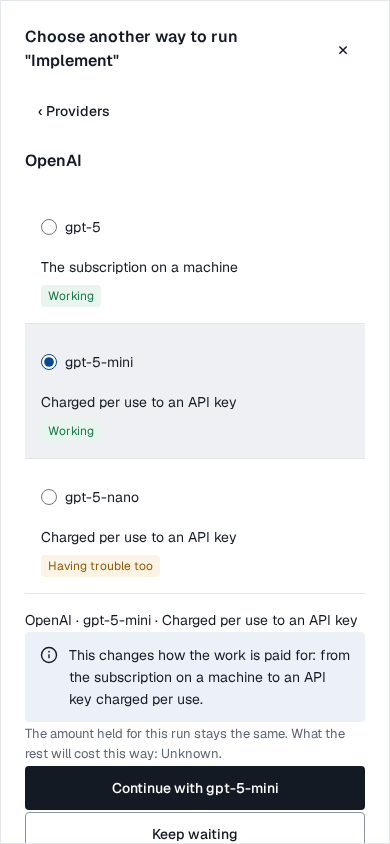 Choose another way to run
"Implement"
×
‹ Providers
OpenAI
gpt-5
The subscription on a machine
Working
gpt-5-mini
Charged per use to an API key
Working
gpt-5-nano
Charged per use to an API key
Having trouble too
OpenAI · gpt-5-mini · Charged per use to an API key
This changes how the work is paid for: from
the subscription on a machine to an API
key charged per use.
The amount held for this run stays the same. What the
rest will cost this way: Unknown.
Continue with gpt-5-mini
Keep waiting